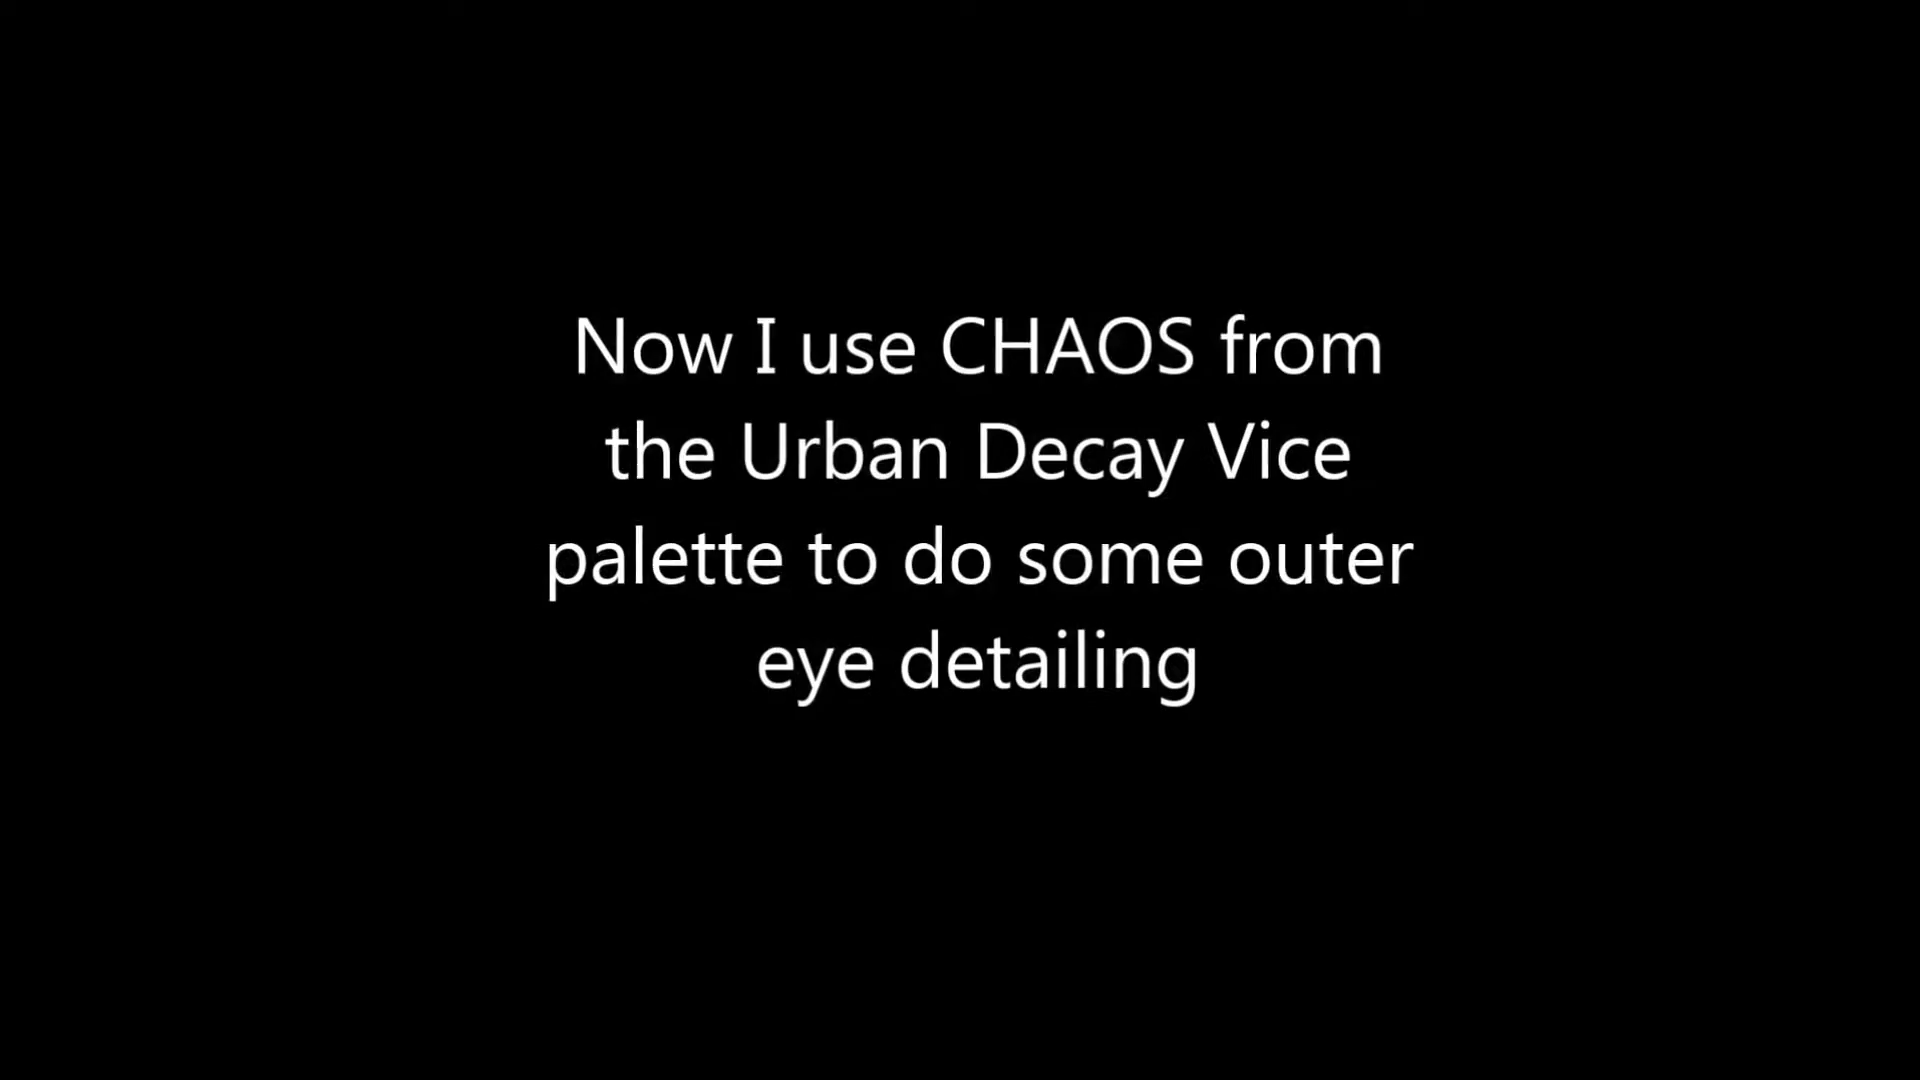 Now I use CHAOS from
the Urban Decay Vice
palette to do some outer
eye detailing